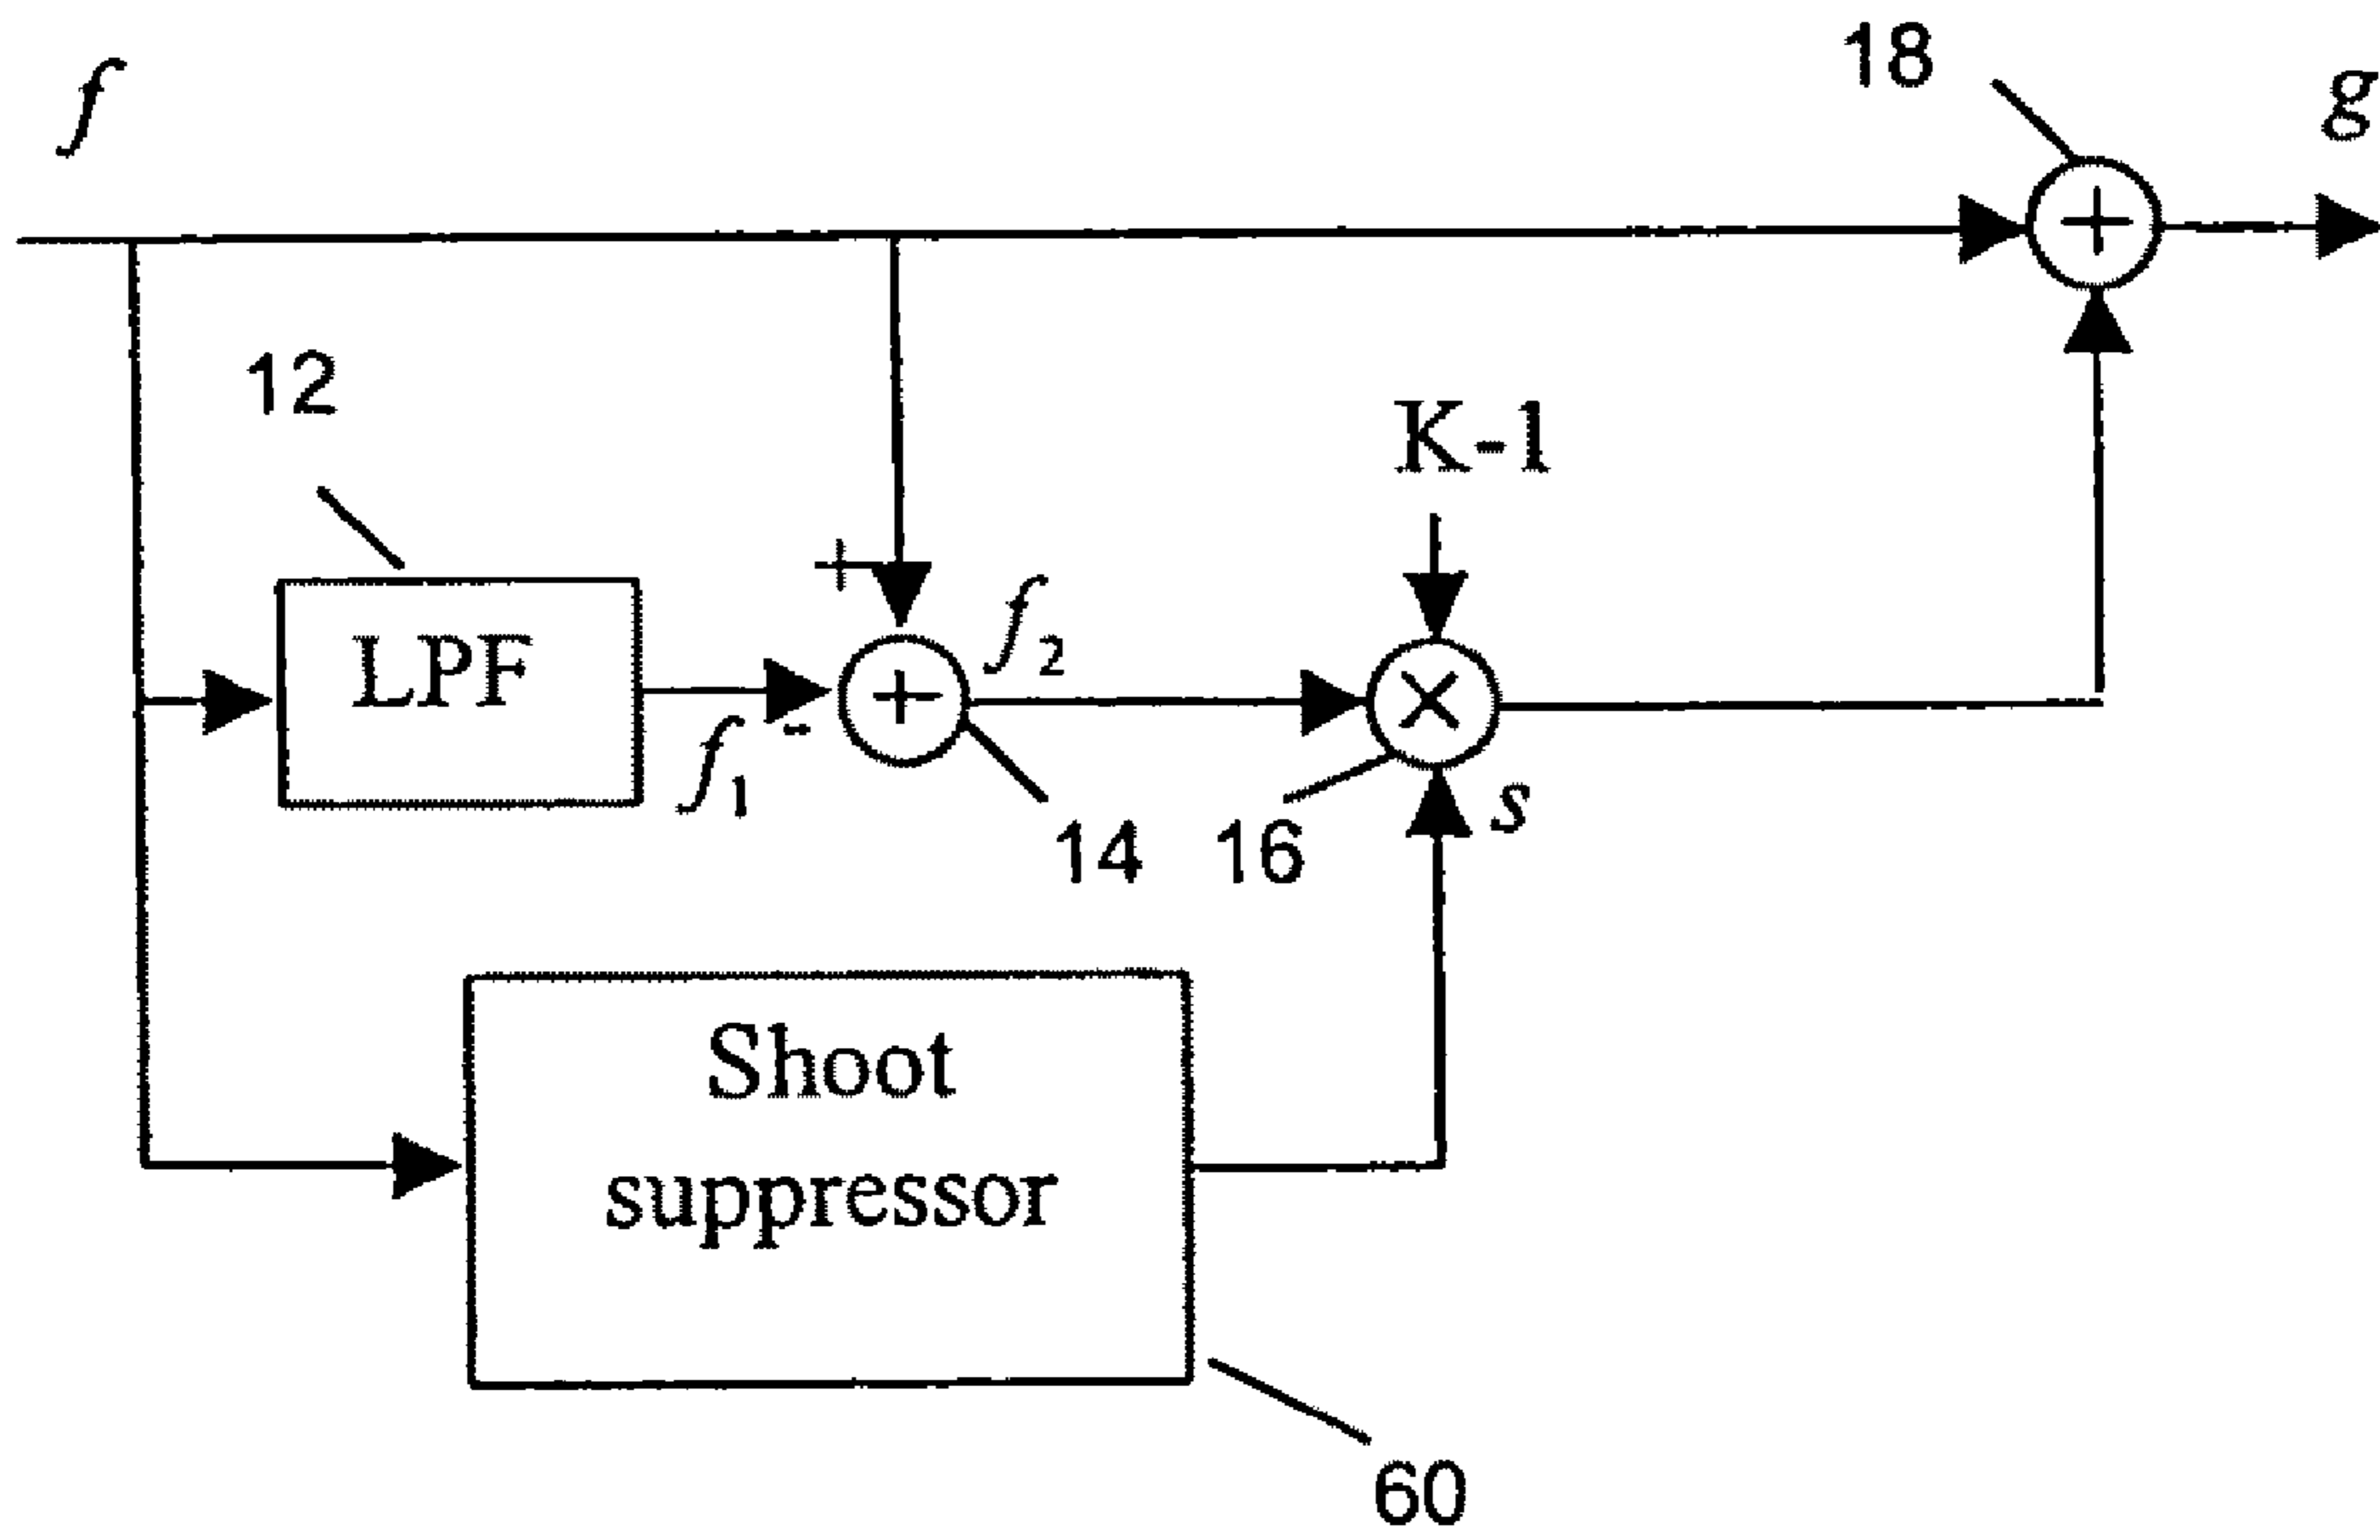 f
18
g
12
K-1
+
+
LPF
f2
f1
-
+
×
14
16
s
Shoot
suppressor
60